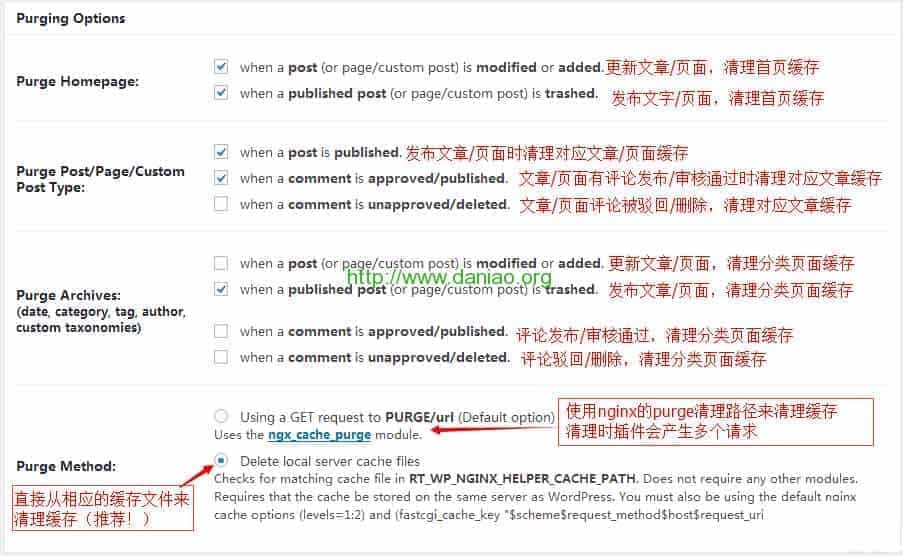 Purging Options
Purge Homepage:
when a post (or page/custom post) is modified or added. 更新文章/页面，清理首页缓存
when a published post (or page/custom post) is trashed. 发布文字/页面，清理首页缓存
Purge Post/Page/Custom
Post Type:
when a post is published. 发布文章/页面时清理对应文章/页面缓存
when a comment is approved/published. 文章/页面有评论发布/审核通过时清理对应文章缓存
when a comment is unapproved/deleted. 文章/页面评论被驳回/删除，清理对应文章缓存
Purge Archives:
(date, category, tag, author,
custom taxonomies)
when a post (or page/custom post) is modified or added. 更新文章/页面，清理分类页面缓存
http://www.daniao.org
when a published post (or page/custom post) is trashed. 发布文章/页面，清理分类页面缓存
when a comment is approved/published. 评论发布/审核通过，清理分类页面缓存
when a comment is unapproved/deleted. 评论驳回/删除，清理分类页面缓存
Purge Method:
Using a GET request to PURGE/url (Default option)
Uses the ngx_cache_purge module.
使用nginx的purge清理路径来清理缓存
清理时插件会产生多个请求
Delete local server cache files
Checks for matching cache file in RT_WP_NGINX_HELPER_CACHE_PATH. Does not require any other modules.
Requires that the cache be stored on the same server as WordPress. You must also be using the default nginx
cache options (levels=1:2) and (fastcgi_cache_key "$scheme$request_method$host$request_uri
直接从相应的缓存文件来
清理缓存（推荐！）